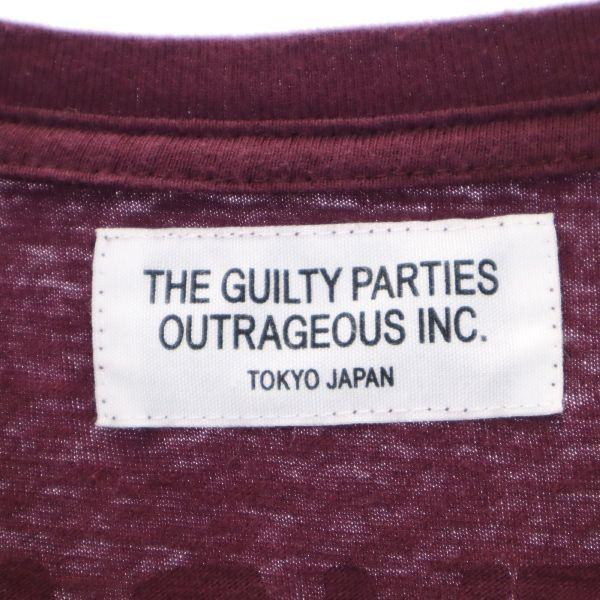 THE GUILTY PARTIES
OUTRAGEOUS INC.
TOKYO JAPAN